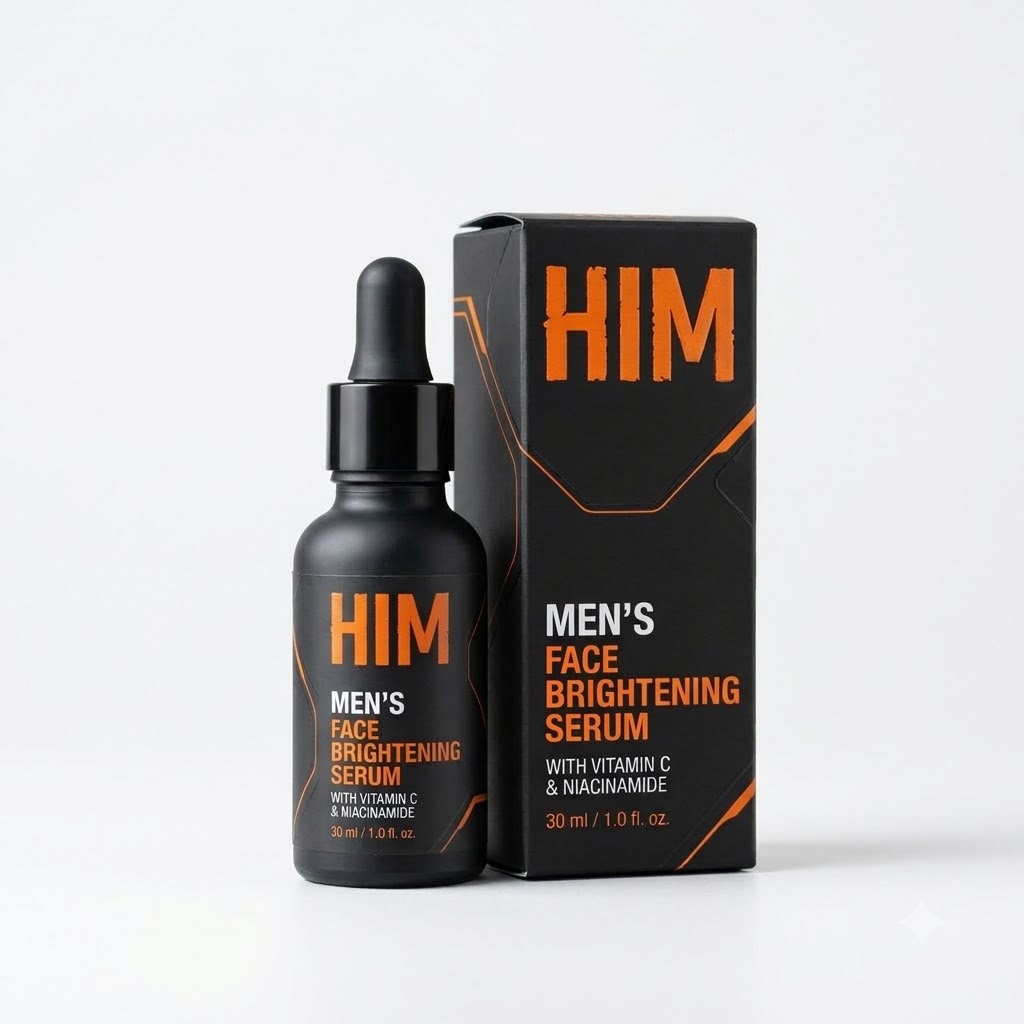 HIM
MEN'S
FACE
BRIGHTENING
SERUM
WITH VITAMIN C
& NIACINAMIDE
30 ml / 1.0 fl. oz.
HIM
MEN'S
FACE
BRIGHTENING
SERUM
WITH VITAMIN C
& NIACINAMIDE
30 ml / 1.0 fl. oz.